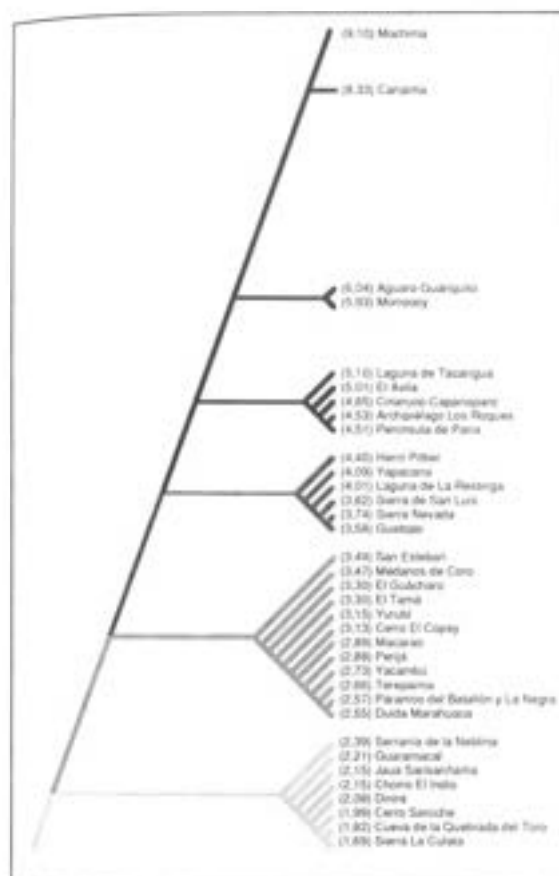 (9,10) Mochima
(8,33) Canaima
(6,04) Aguaro Guariquito
(5,93) Morrocoy
(5,10) Laguna de Tacarigua
(5,01) El Avila
(4,65) Cinaruco Capanaparo
(4,53) Archipiélago Los Roques
(4,51) Península de Paria
(4,40) Henri Pittier
(4,09) Yapacana
(4,01) Laguna de La Restinga
(3,82) Sierra de San Luis
(3,74) Sierra Nevada
(3,58) Guatopo
(3,49) San Esteban
(3,47) Médanos de Coro
(3,30) El Guácharo
(3,30) El Tamá
(3,15) Yurubí
(3,13) Cerro El Copey
(2,89) Macarao
(2,89) Perijá
(2,73) Yacambú
(2,66) Terepaima
(2,57) Páramos del Batallón y La Negra
(2,55) Duida Marahuaca
(2,39) Serranía de la Neblina
(2,21) Guaramacal
(2,15) Jaua Sarisariñama
(2,15) Chorro El Indio
(2,08) Dinira
(1,99) Cerro Saroche
(1,82) Cueva de la Quebrada del Toro
(1,69) Sierra La Culata